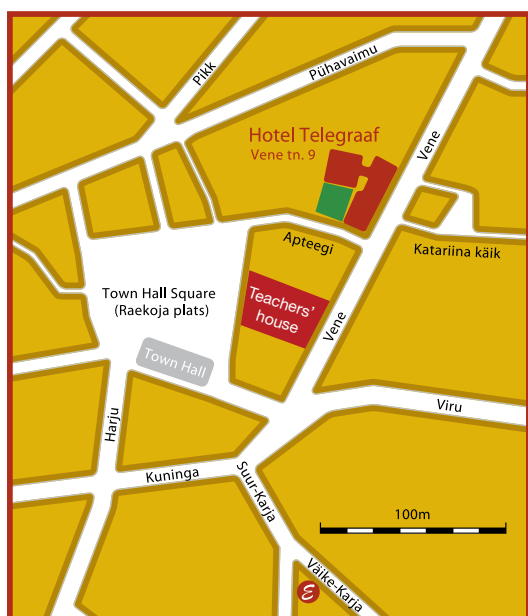 Pikk
Pühavaimu
Hotel Telegraaf
Vene tn. 9
Vene
Apteegi
Katariina käik
Town Hall Square
(Raekoja plats)
Teachers'
house
Town Hall
Vene
Viru
Harju
Kuninga
Suur-Karja
100m
Väike-Karja
E